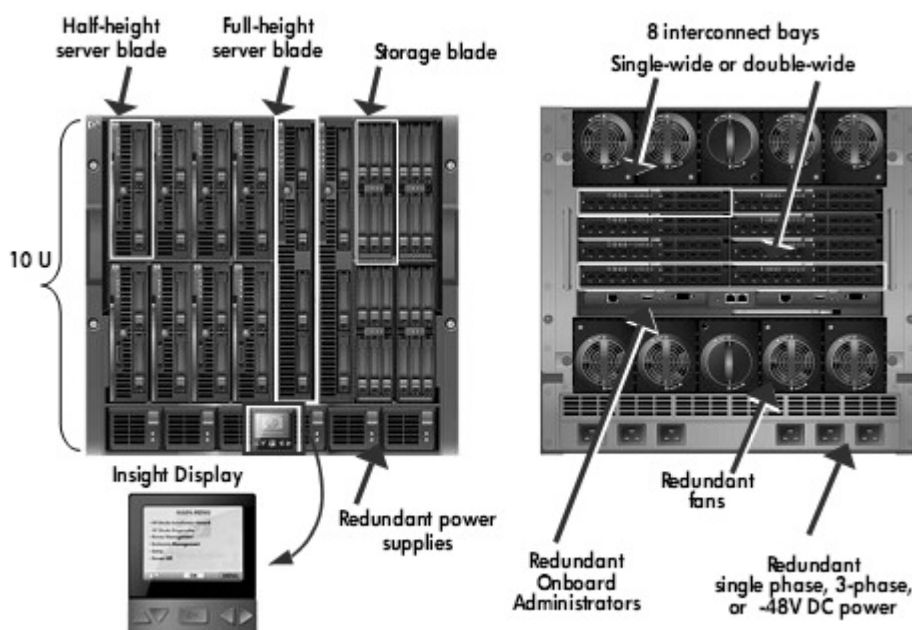 Half-height
server blade
Full-height
server blade
Storage blade
8 interconnect bays
Single-wide or double-wide
10 U
Insight Display
MAIN MENU
Redundant power
supplies
Redundant
Onboard
Administrators
Redundant
fans
Redundant
single phase, 3-phase,
or -48V DC power